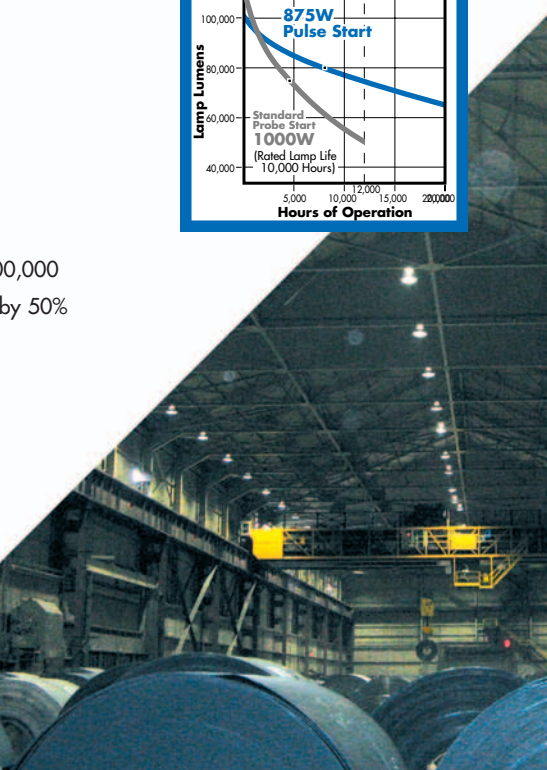 100,000
875W
Pulse Start
80,000
Lamp Lumens
60,000
Standard
Probe Start
1000W
(Rated Lamp Life
10,000 Hours)
40,000
5,000 10,000 12,000 15,000 20,000
Hours of Operation
by 50%